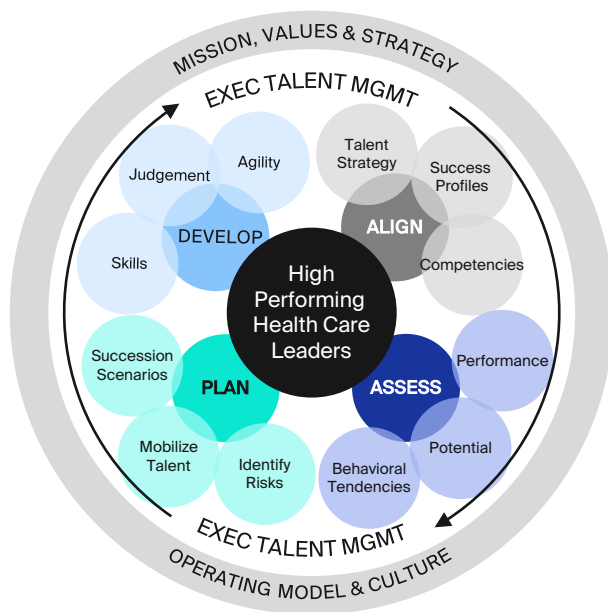 MISSION, VALUES & STRATEGY
EXEC TALENT MGMT
Talent
Strategy
Success
Profiles
ALIGN
Competencies
Agility
Judgement
DEVELOP
Skills
High
Performing
Health Care
Leaders
Succession
Scenarios
PLAN
Mobilize
Talent
Identify
Risks
ASSESS
Performance
Potential
Behavioral
Tendencies
EXEC TALENT MGMT
OPERATING MODEL & CULTURE